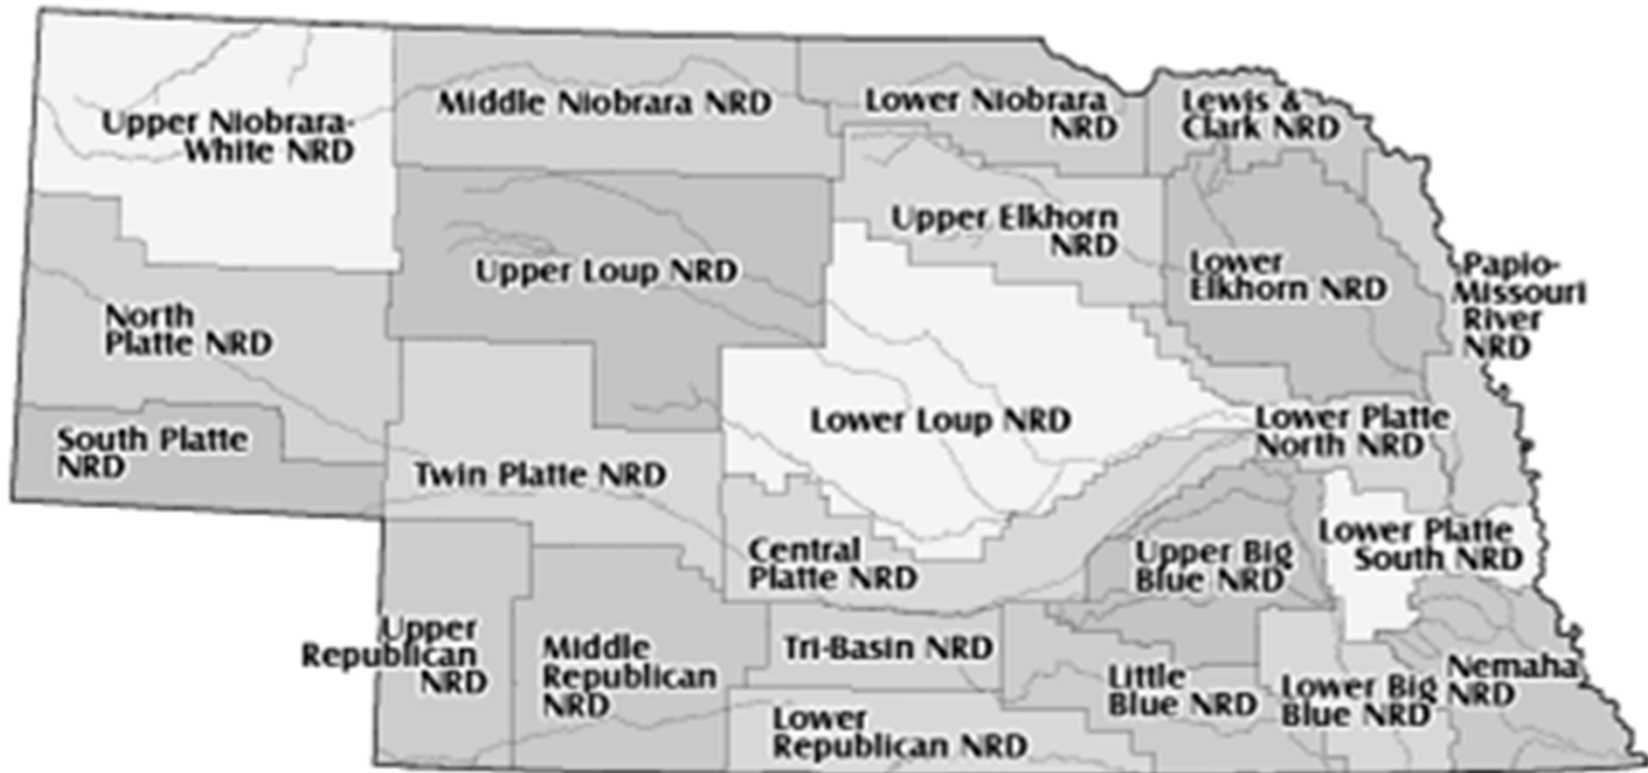 Upper Niobrara-
White NRD
Middle Niobrara NRD
Lower Niobrara
NRD
Lewis &
Clark NRD
Upper Elkhorn
NRD
Lower
Elkhorn NRD
Papio-
Missouri
River
NRD
Upper Loup NRD
North
Platte NRD
South Platte
NRD
Twin Platte NRD
Lower Loup NRD
Lower Platte
North NRD
Central
Platte NRD
Upper Big
Blue NRD
Lower Platte
South NRD
Upper
Republican
NRD
Middle
Republican
NRD
Tri-Basin NRD
Lower
Republican NRD
Little
Blue NRD
Lower Big
Blue NRD
Nemaha
NRD